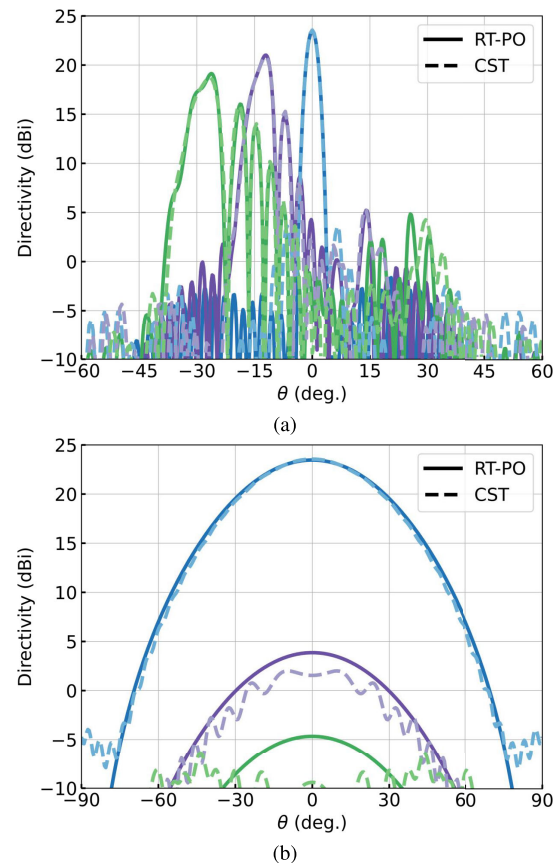 25
20
15
10
5
0
−5
−10
Directivity (dBi)
RT-PO
CST
−60 −45 −30 −15 0 15 30 45 60
θ (deg.)
(a)
25
20
15
10
5
0
−5
−10
Directivity (dBi)
RT-PO
CST
−90 −60 −30 0 30 60 90
θ (deg.)
(b)